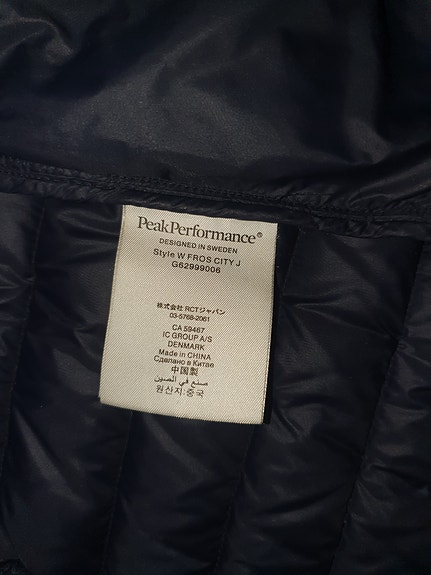 PeakPerformance®
DESIGNED IN SWEDEN
Style W FROS CITY J
G62999006
株式会社 RCTジャパン
03-5768-2061
CA 59467
IC GROUP A/S
DENMARK
Made in CHINA
Сделано в Китае
中国製
صنع في الصين
원산지:중국